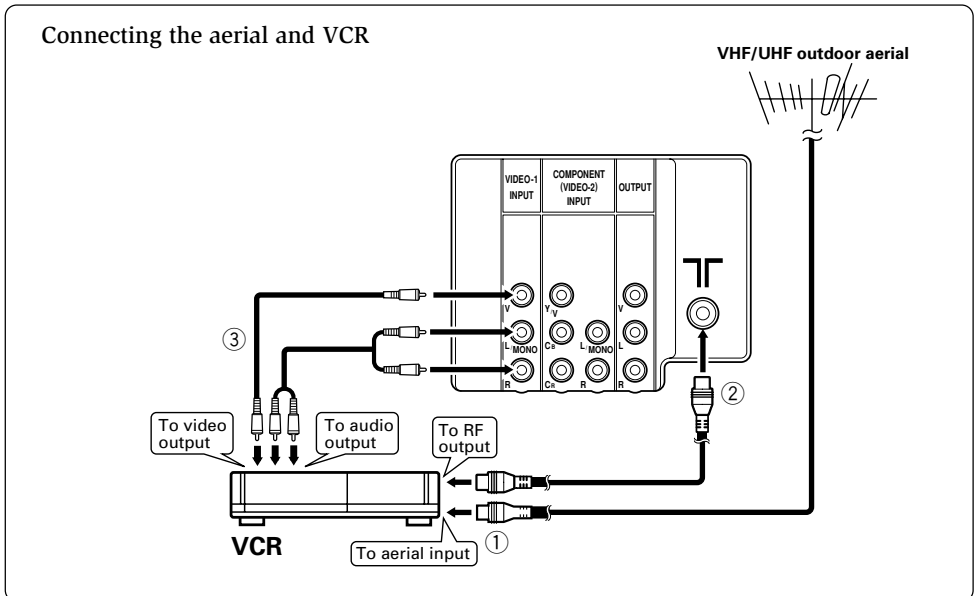 Connecting the aerial and VCR
VHF/UHF outdoor aerial
VIDEO-1
INPUT
COMPONENT
(VIDEO-2)
INPUT
OUTPUT
V
Y/V
V
L/MONO
CB
L/MONO
L
R
CR
R
R
③
②
To video
output
To audio
output
To RF
output
VCR
To aerial input
①